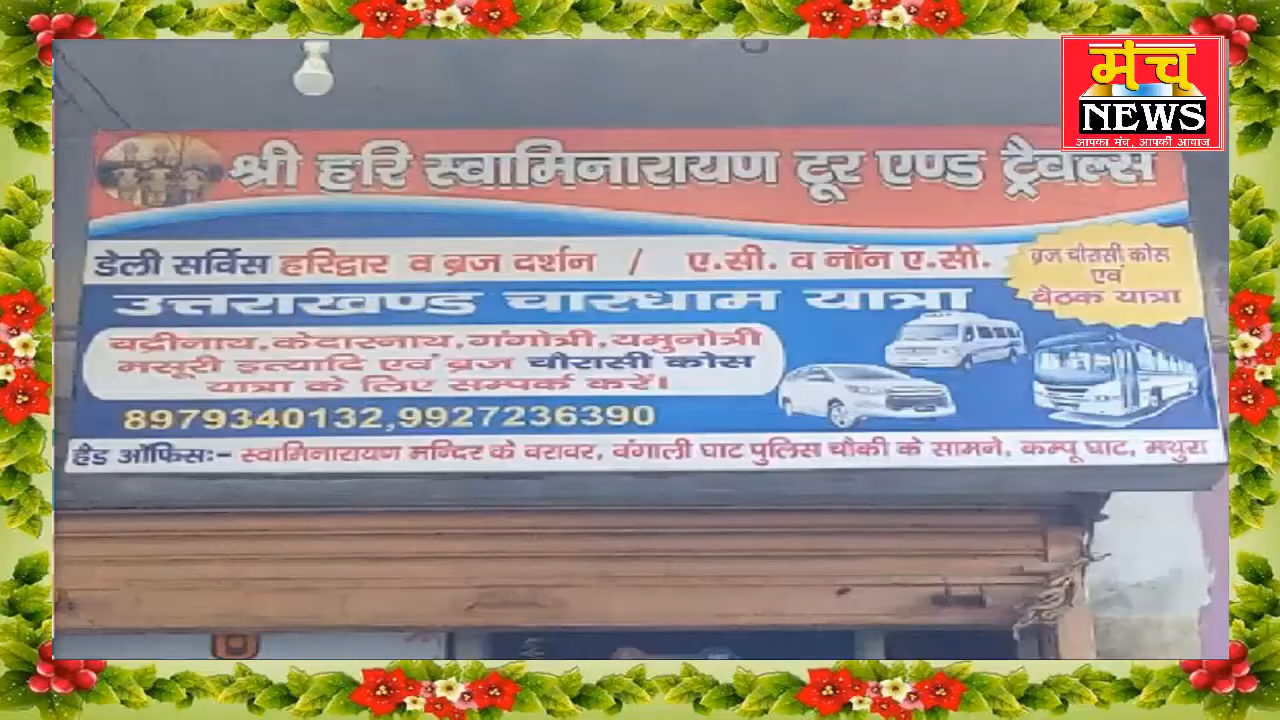 मंच
NEWS
आपका मंच, आपकी आवाज
श्री हरि स्वामिनारायण टूर एण्ड ट्रैवल्स
डेली सर्विस हरिद्वार व ब्रज दर्शन / ए.सी. व नॉन ए.सी.
ब्रज चौरासी कोस
एवं
बैठक यात्रा
उत्तराखण्ड चारधाम यात्रा
बद्रीनाथ,केदारनाथ,गंगोत्री,यमुनोत्री
मसूरी इत्यादि एवं ब्रज चौरासी कोस
यात्रा के लिए सम्पर्क करें।
8979340132,9927236390
हैड ऑफिसः- स्वामिनारायण मन्दिर के बराबर, बंगाली घाट पुलिस चौकी के सामने, कम्पू घाट, मथुरा